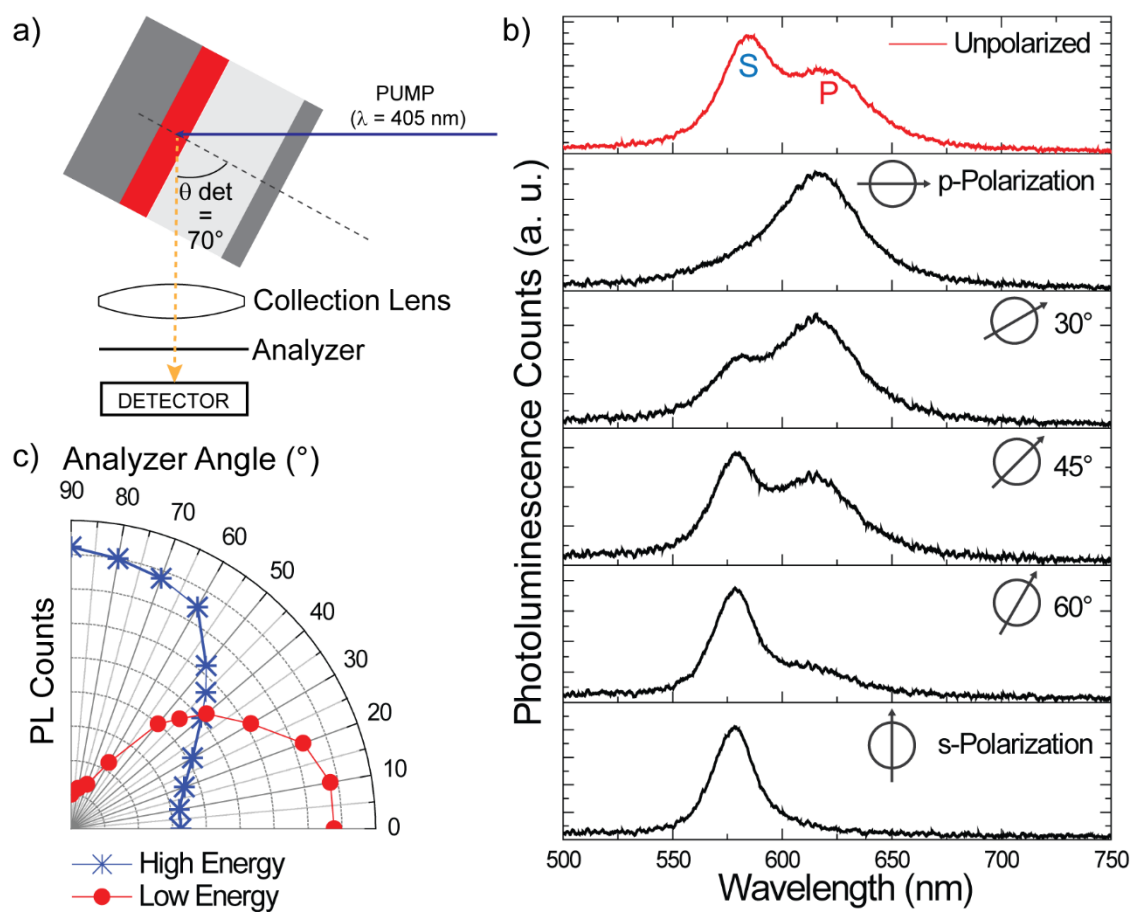 a)
PUMP
(λ = 405 nm)
θ det
=
70°
Collection Lens
Analyzer
DETECTOR
b)
Unpolarized
S
P
p-Polarization
30°
45°
60°
s-Polarization
Photoluminescence Counts (a. u.)
500 550 600 650 700 750
Wavelength (nm)
c) Analyzer Angle (°)
90 80 70 60 50 40 30 20 10 0
PL Counts
High Energy
Low Energy